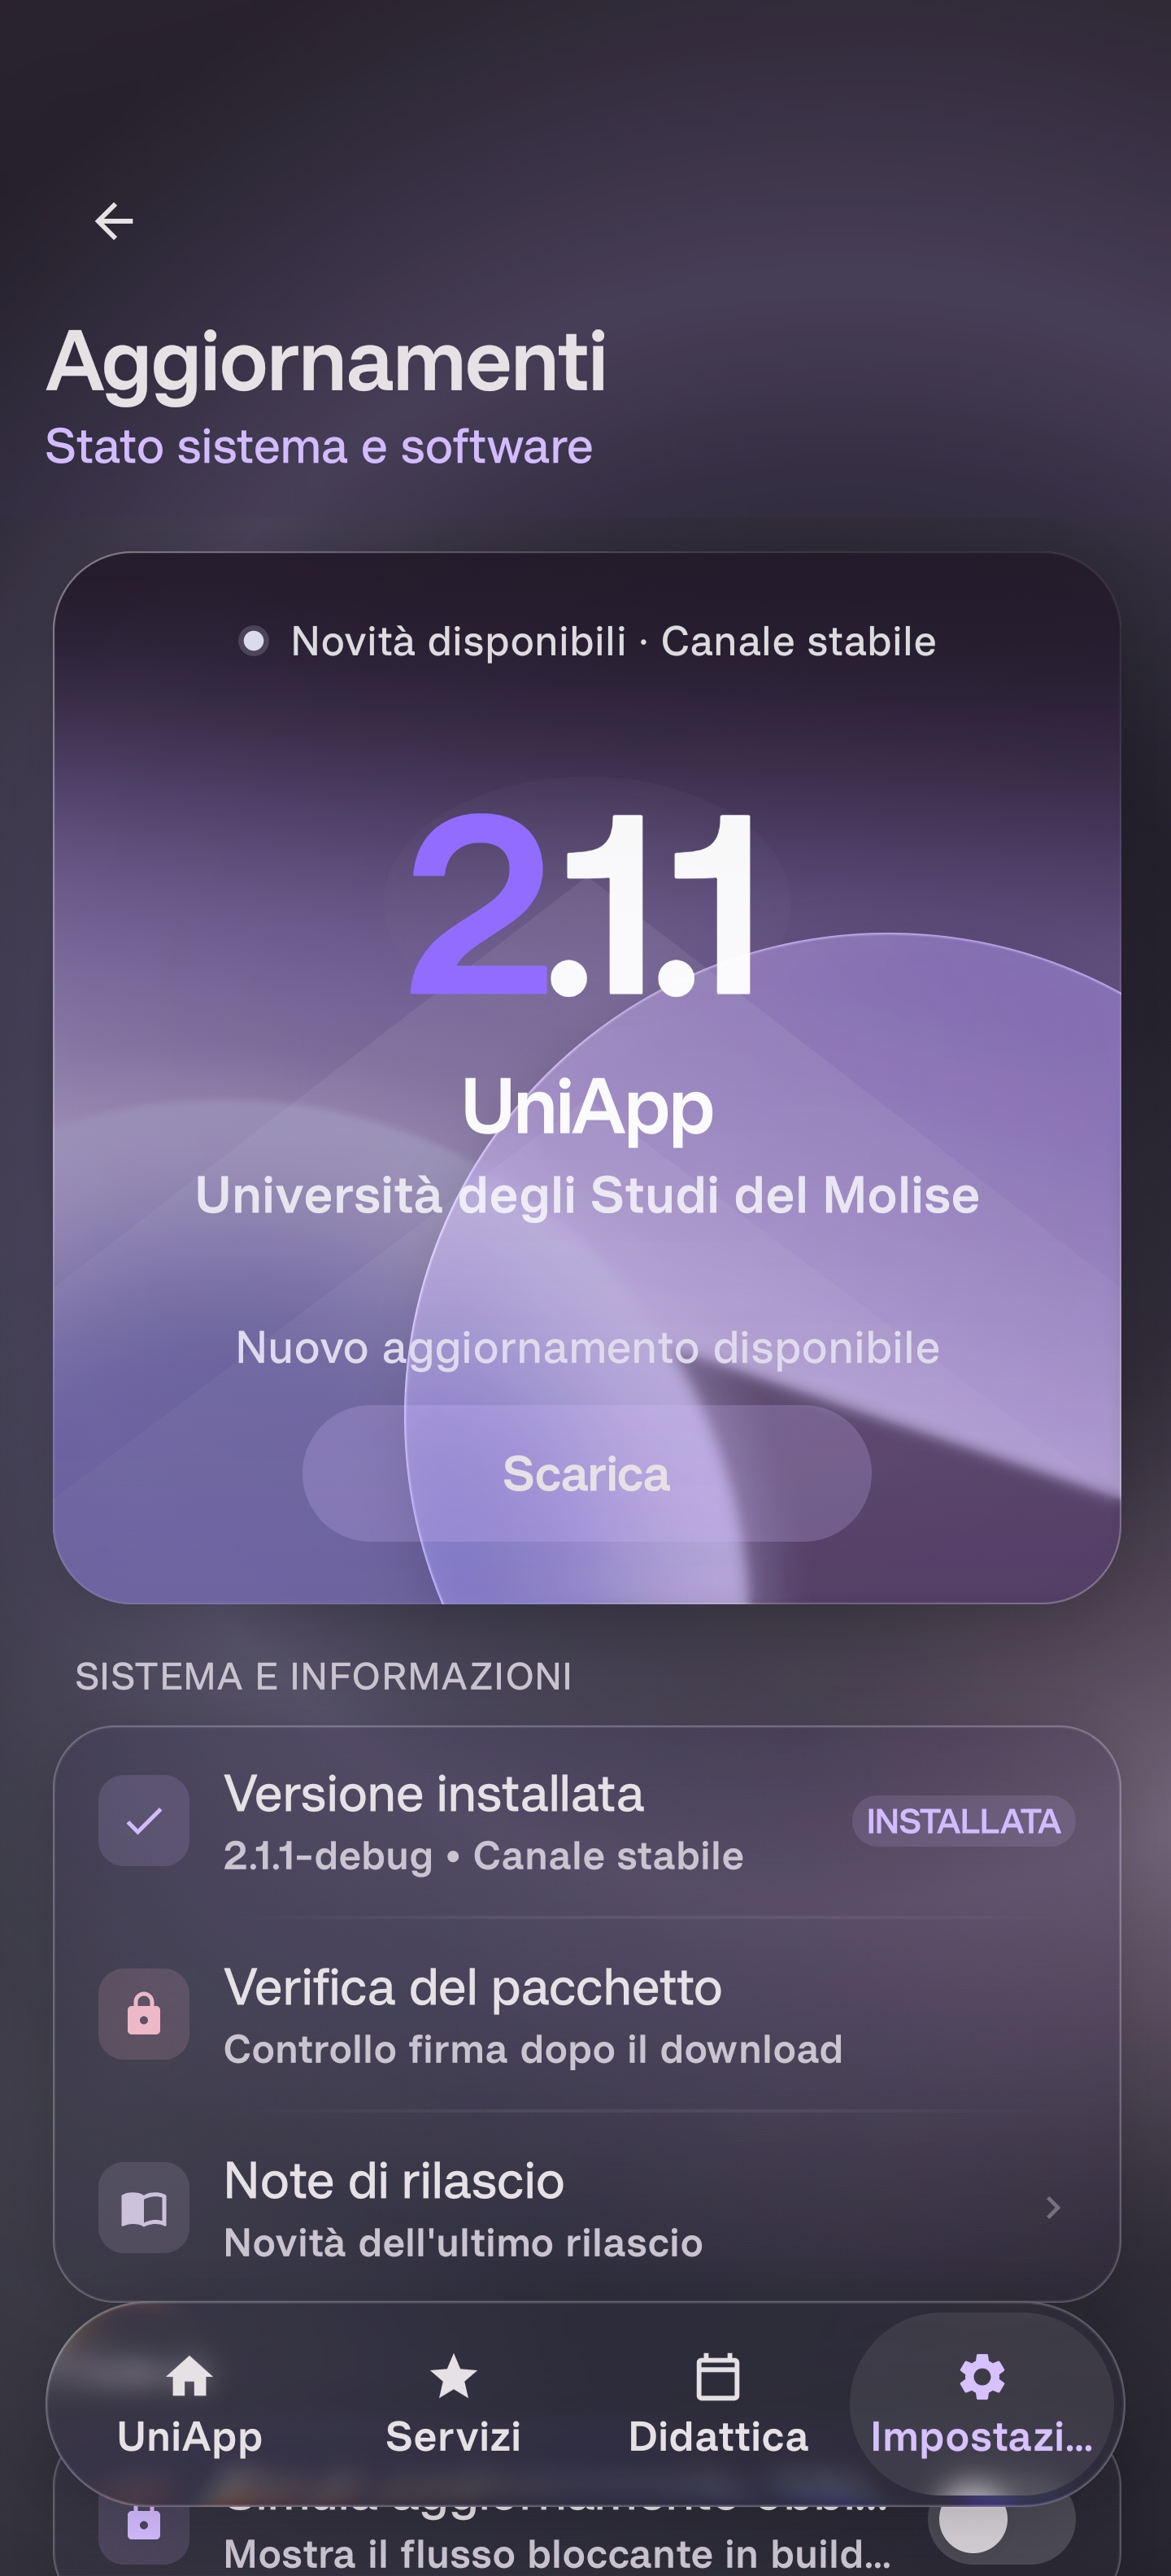 Aggiornamenti
Stato sistema e software
Novità disponibili · Canale stabile
2.1.1
UniApp
Università degli Studi del Molise
Nuovo aggiornamento disponibile
Scarica
SISTEMA E INFORMAZIONI
Versione installata
INSTALLATA
2.1.1-debug • Canale stabile
Verifica del pacchetto
Controllo firma dopo il download
Note di rilascio
Novità dell'ultimo rilascio
UniApp
Servizi
Didattica
Impostazi...
Simula aggiornamento obbl...
Mostra il flusso bloccante in build...